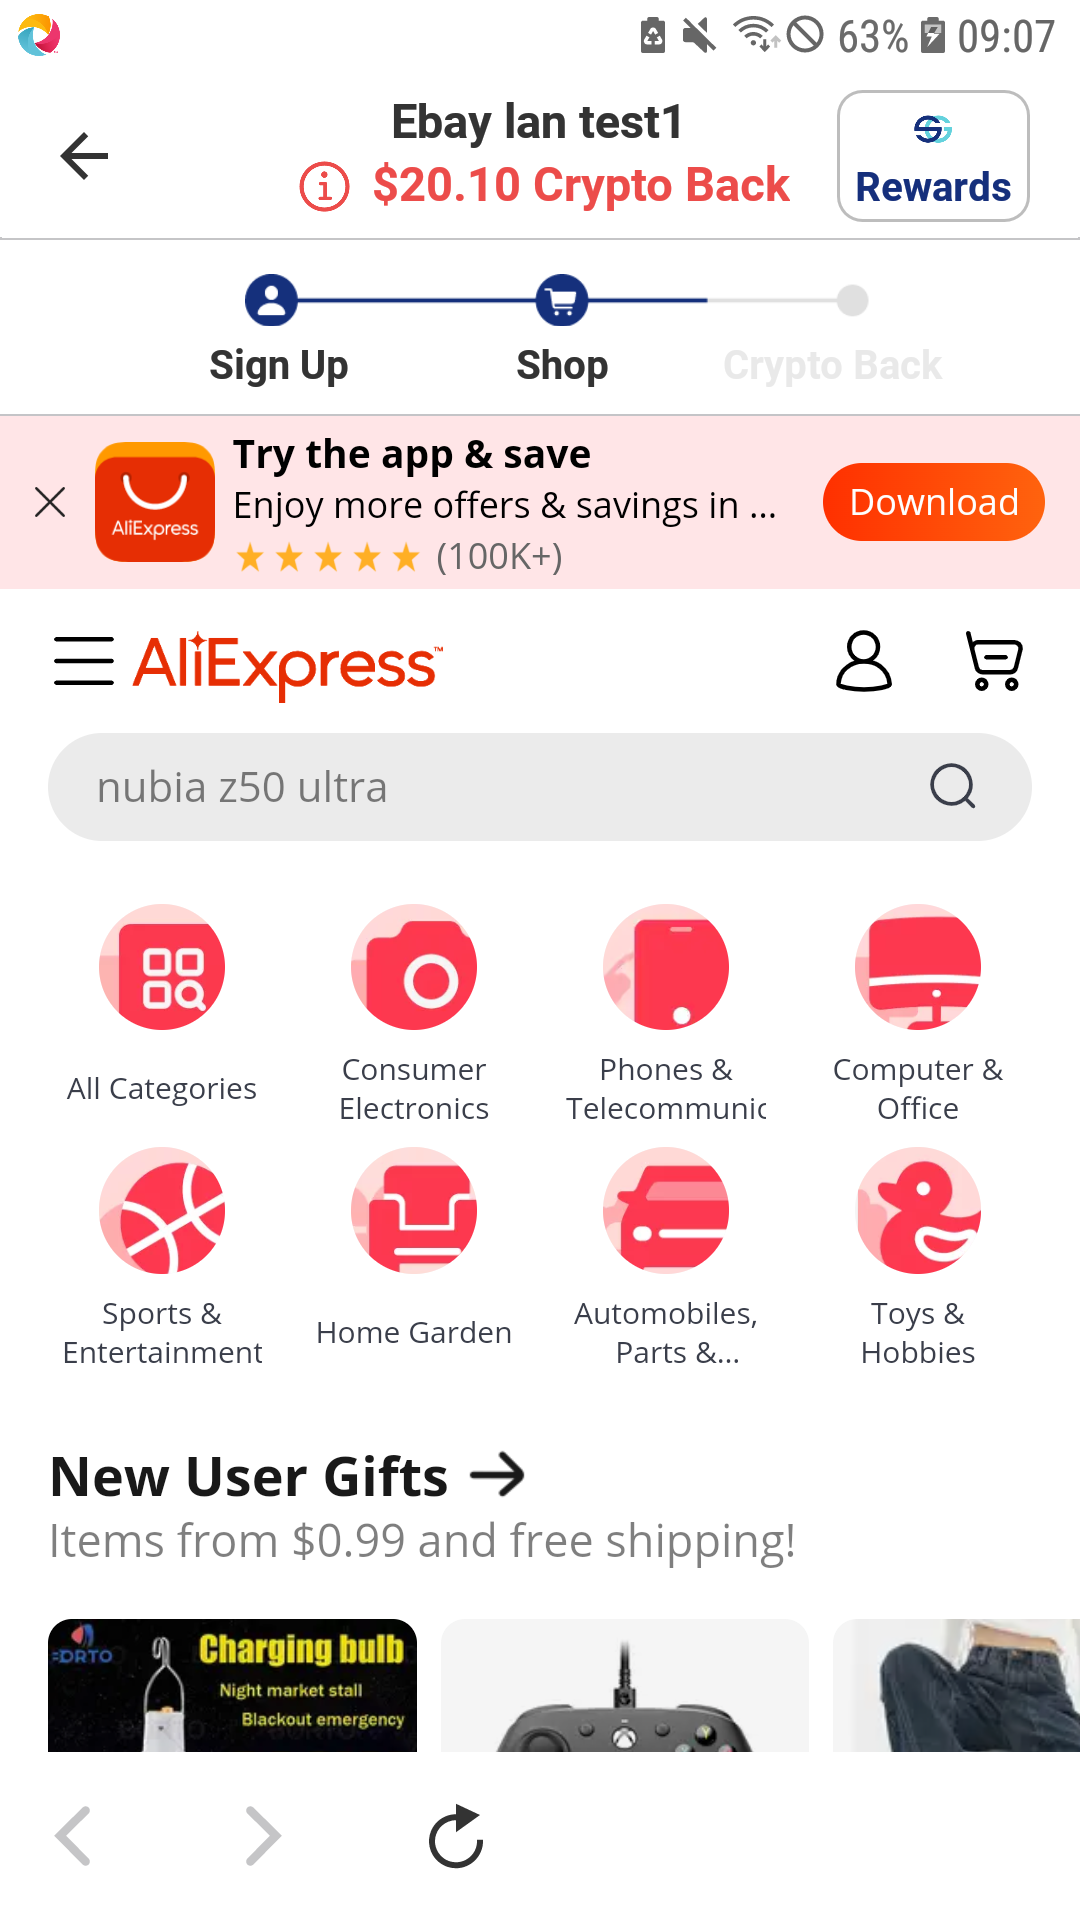 63% 09:07
Ebay lan test1
$20.10 Crypto Back
Rewards
Sign Up
Shop
Crypto Back
Try the app & save
Enjoy more offers & savings in ...
(100K+)
AliExpress
Download
AliExpress™
nubia z50 ultra
All Categories
Consumer
Electronics
Phones &
Telecommunic
Computer &
Office
Sports &
Entertainment
Home Garden
Automobiles,
Parts &...
Toys &
Hobbies
New User Gifts
Items from $0.99 and free shipping!
Charging bulb
Night market stall
Blackout emergency